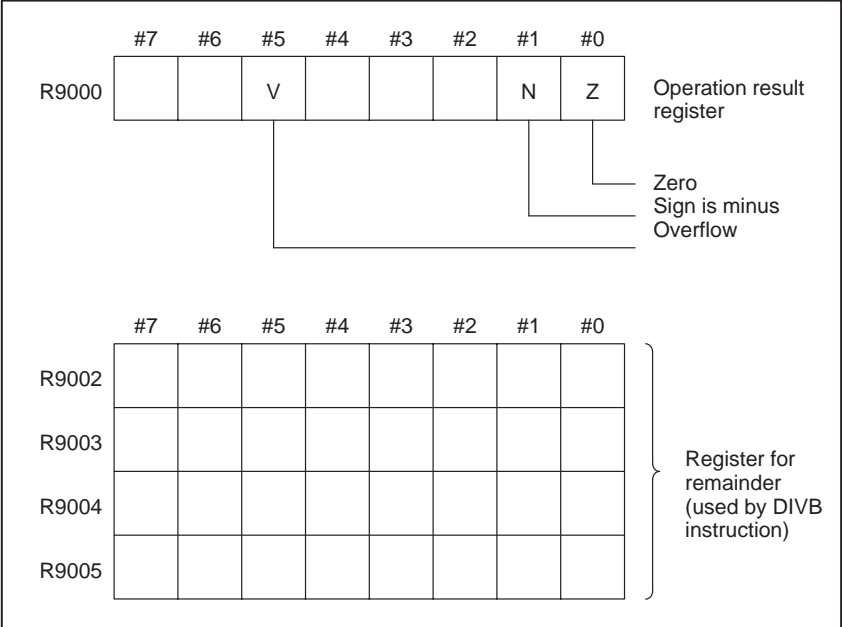 #7 #6 #5 #4 #3 #2 #1 #0
R9000 V N Z
Operation result
register
Zero
Sign is minus
Overflow
#7 #6 #5 #4 #3 #2 #1 #0
R9002
R9003
R9004
R9005
Register for
remainder
(used by DIVB
instruction)